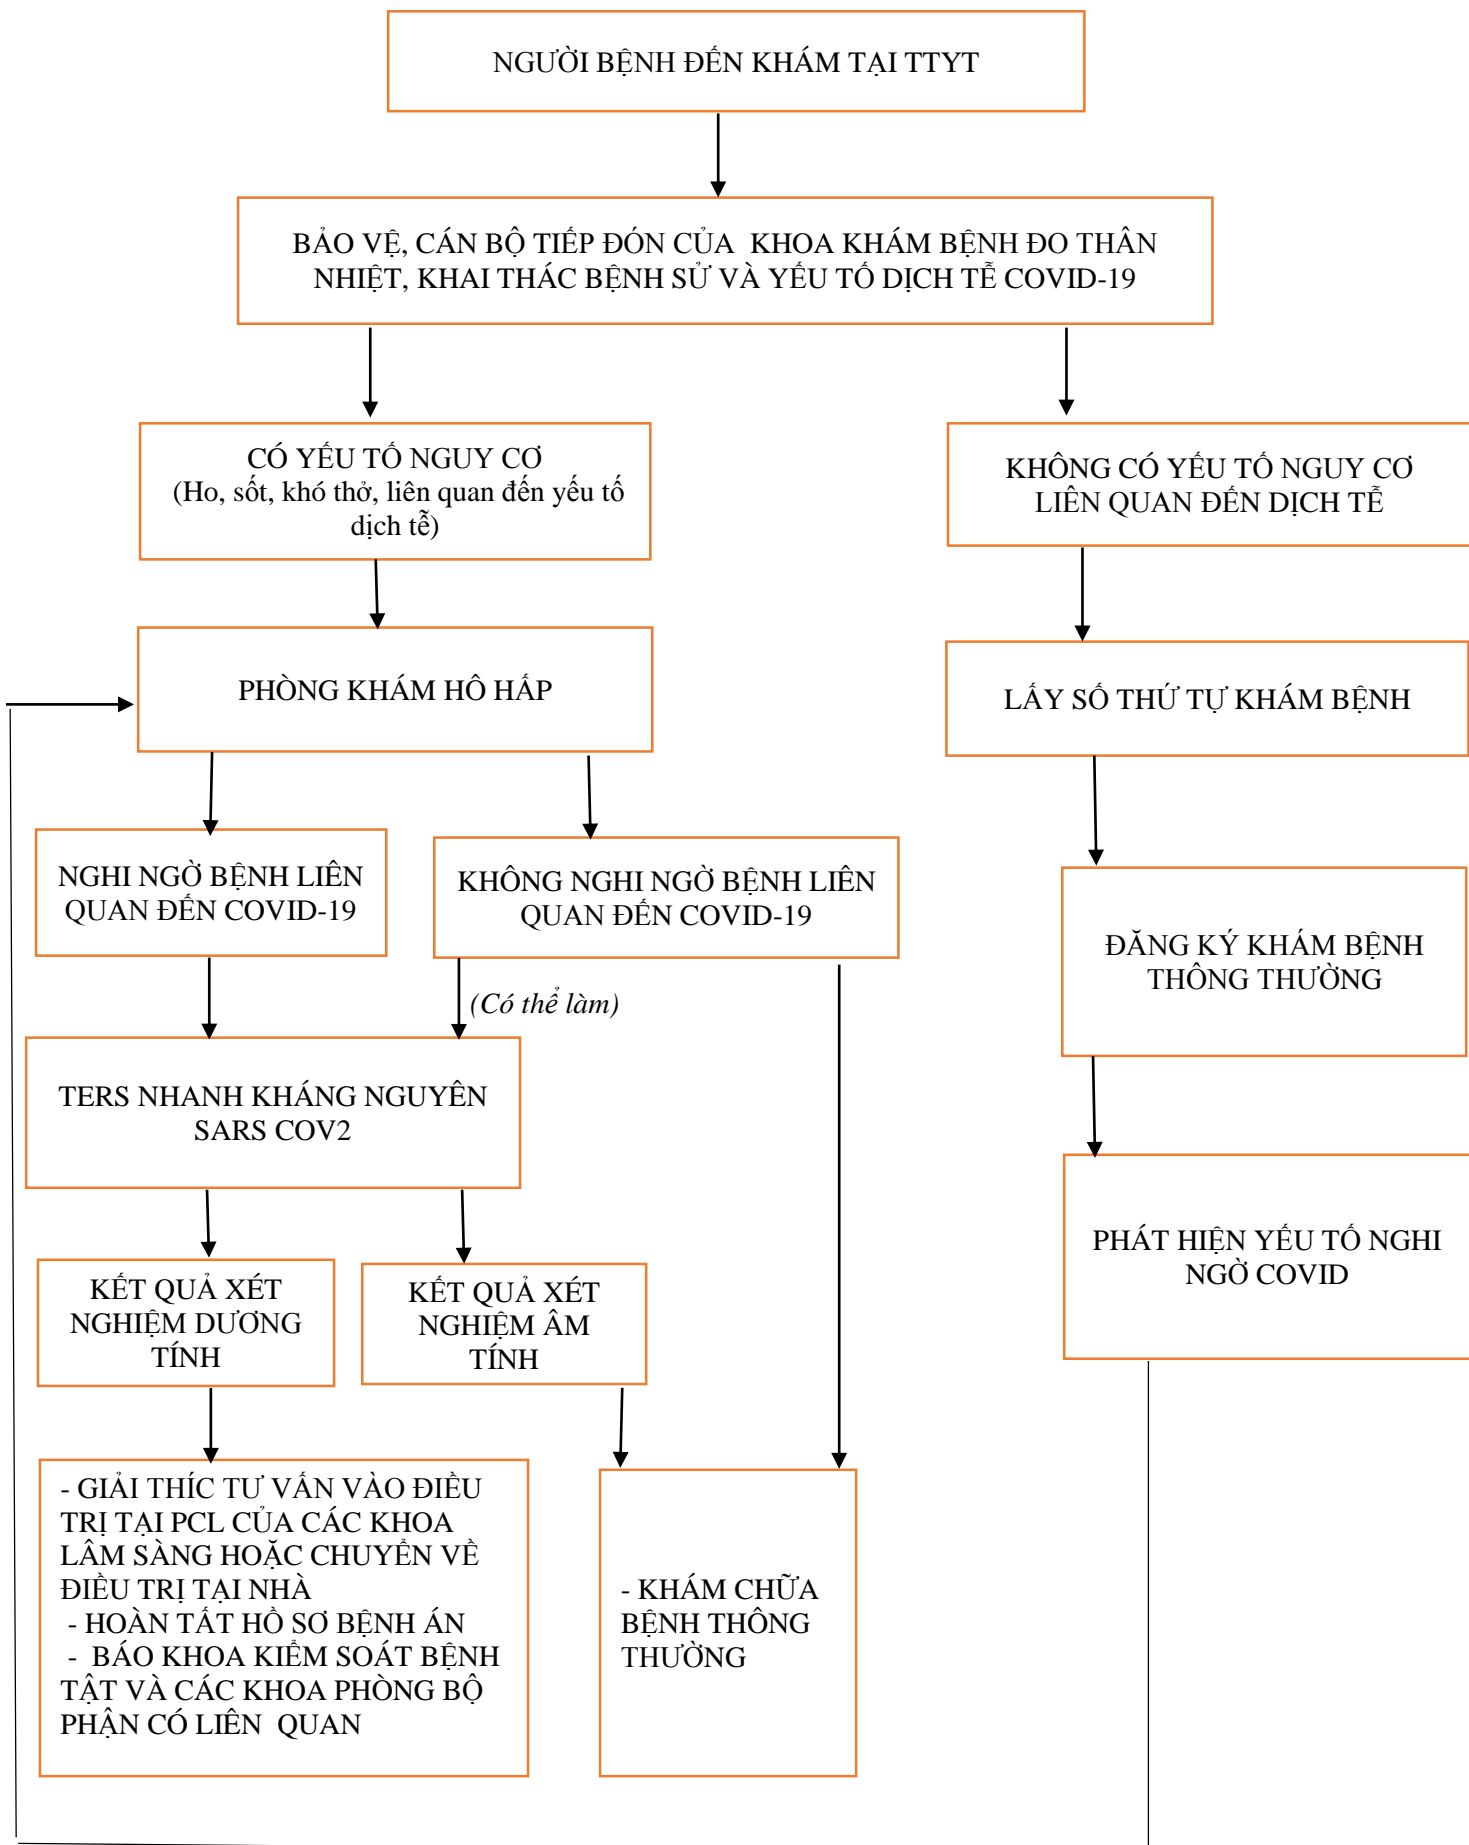 NGƯỜI BỆNH ĐẾN KHÁM TẠI TTYT
BẢO VỆ, CÁN BỘ TIẾP ĐÓN CỦA KHOA KHÁM BỆNH ĐO THÂN
NHIỆT, KHAI THÁC BỆNH SỬ VÀ YẾU TỐ DỊCH TỄ COVID-19
CÓ YẾU TỐ NGUY CƠ
(Ho, sốt, khó thở, liên quan đến yếu tố
dịch tễ)
KHÔNG CÓ YẾU TỐ NGUY CƠ
LIÊN QUAN ĐẾN DỊCH TỄ
PHÒNG KHÁM HÔ HẤP
LẤY SỐ THỨ TỰ KHÁM BỆNH
NGHI NGỜ BỆNH LIÊN
QUAN ĐẾN COVID-19
KHÔNG NGHI NGỜ BỆNH LIÊN
QUAN ĐẾN COVID-19
ĐĂNG KÝ KHÁM BỆNH
THÔNG THƯỜNG
(Có thể làm)
TERS NHANH KHÁNG NGUYÊN
SARS COV2
PHÁT HIỆN YẾU TỐ NGHI
NGỜ COVID
KẾT QUẢ XÉT
NGHIỆM DƯƠNG
TÍNH
KẾT QUẢ XÉT
NGHIỆM ÂM
TÍNH
- GIẢI THÍC TƯ VẤN VÀO ĐIỀU
TRỊ TẠI PCL CỦA CÁC KHOA
LÂM SÀNG HOẶC CHUYỂN VỀ
ĐIỀU TRỊ TẠI NHÀ
- HOÀN TẤT HỒ SƠ BỆNH ÁN
- BÁO KHOA KIỂM SOÁT BỆNH
TẬT VÀ CÁC KHOA PHÒNG BỘ
PHẬN CÓ LIÊN QUAN
- KHÁM CHỮA
BỆNH THÔNG
THƯỜNG